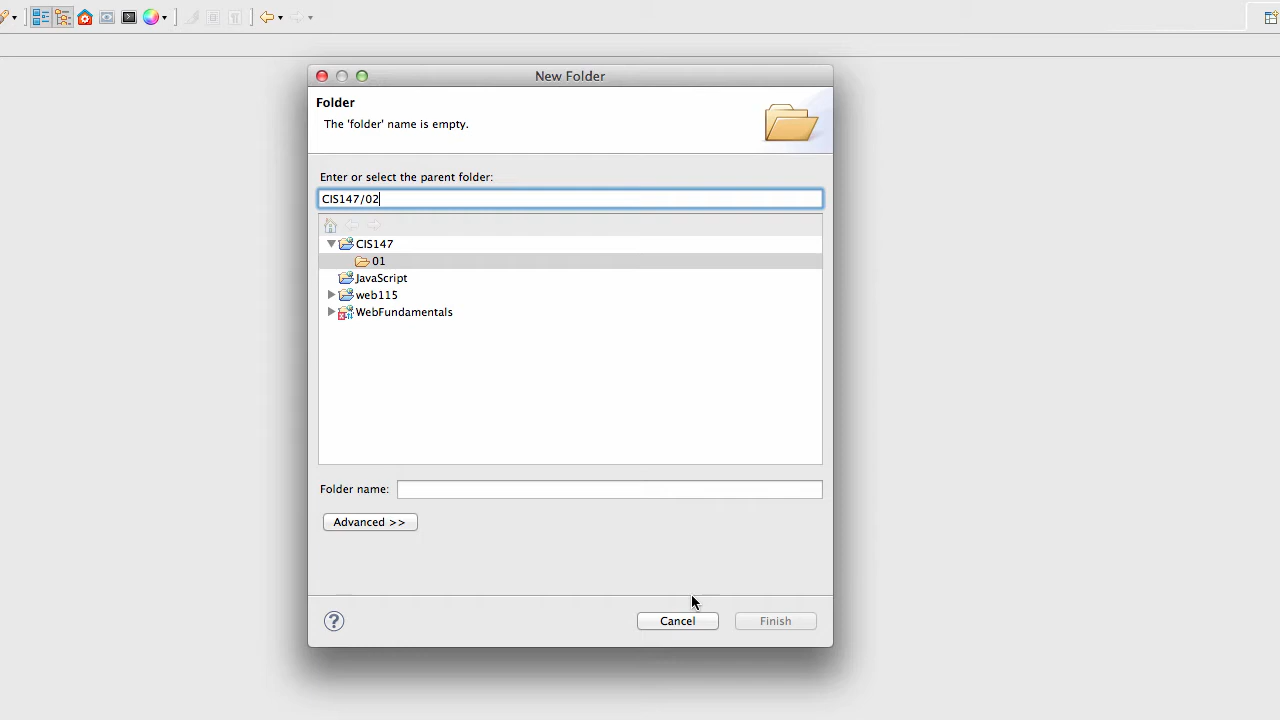 New Folder
Folder
The 'folder' name is empty.
Enter or select the parent folder:
CIS147/02
CIS147
01
JavaScript
web115
WebFundamentals
Folder name:
Advanced >>
Cancel
Finish